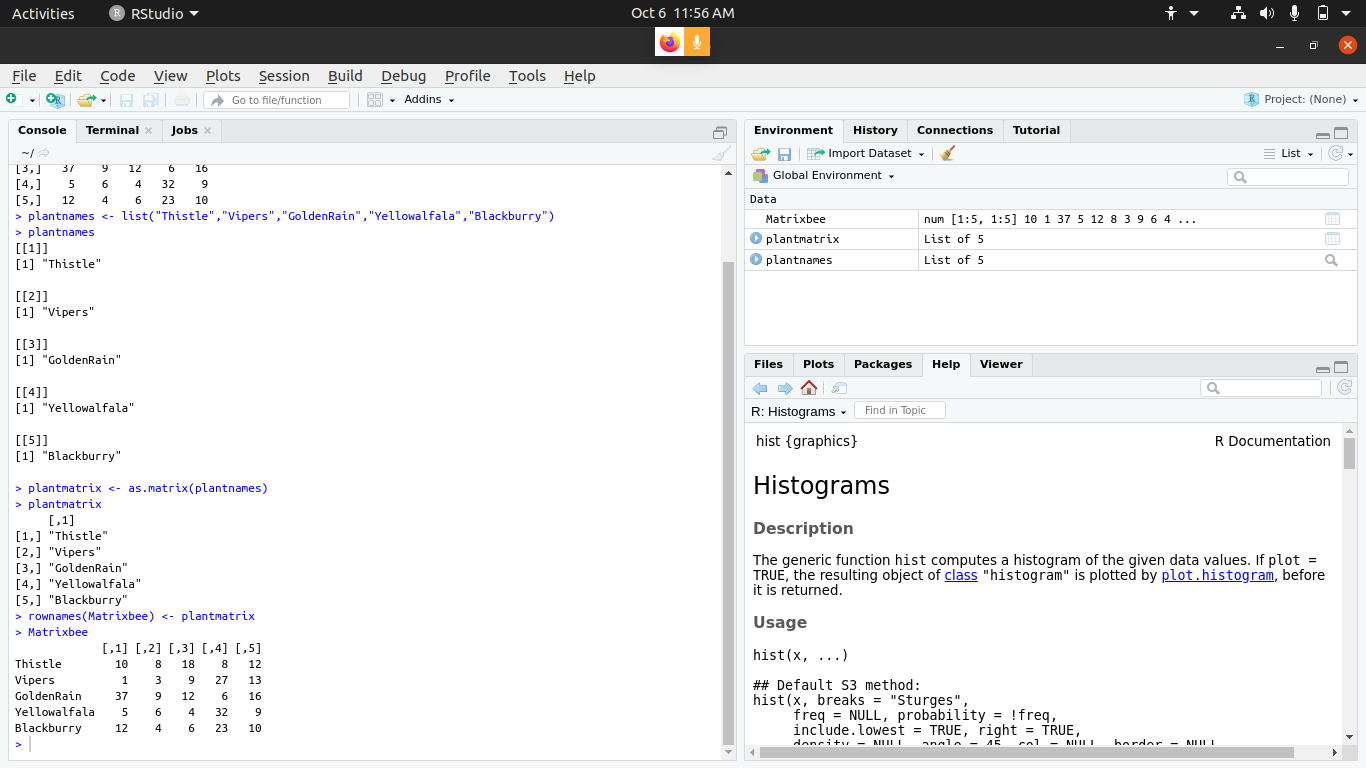 Activities RStudio Oct 6 11:56 AM
File Edit Code View Plots Session Build Debug Profile Tools Help
Go to file/function Addins Project: (None)
Console Terminal Jobs
~/
[3,] 37 9 12 6 16
[4,] 5 6 4 32 9
[5,] 12 4 6 23 10
> plantnames <- list("Thistle","Vipers","GoldenRain","Yellowalfala","Blackburry")
> plantnames
[[1]]
[1] "Thistle"
[[2]]
[1] "Vipers"
[[3]]
[1] "GoldenRain"
[[4]]
[1] "Yellowalfala"
[[5]]
[1] "Blackburry"
> plantmatrix <- as.matrix(plantnames)
> plantmatrix
[,1]
[1,] "Thistle"
[2,] "Vipers"
[3,] "GoldenRain"
[4,] "Yellowalfala"
[5,] "Blackburry"
> rownames(Matrixbee) <- plantmatrix
> Matrixbee
[,1] [,2] [,3] [,4] [,5]
Thistle 10 8 18 8 12
Vipers 1 3 9 27 13
GoldenRain 37 9 12 6 16
Yellowalfala 5 6 4 32 9
Blackburry 12 4 6 23 10
>
Environment History Connections Tutorial
Import Dataset List
Global Environment
Data
Matrixbee num [1:5, 1:5] 10 1 37 5 12 8 3 9 6 4 ...
plantmatrix List of 5
plantnames List of 5
Files Plots Packages Help Viewer
R: Histograms Find in Topic
hist {graphics} R Documentation
Histograms
Description
The generic function hist computes a histogram of the given data values. If plot =
TRUE, the resulting object of class "histogram" is plotted by plot.histogram, before
it is returned.
Usage
hist(x, ...)
## Default S3 method:
hist(x, breaks = "Sturges",
freq = NULL, probability = !freq,
include.lowest = TRUE, right = TRUE,
density = NULL, angle = 45, col = NULL, border = NULL,